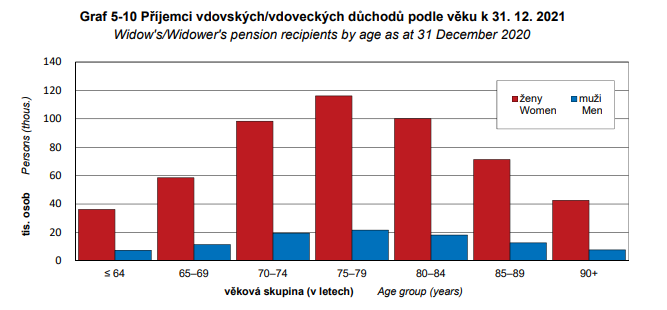 Graf 5-10 Příjemci vdovských/vdoveckých důchodů podle věku k 31. 12. 2021
Widow's/Widower's pension recipients by age as at 31 December 2020
140
120
100
80
60
40
20
0
tis. osob Persons (thous.)
ženy
Women
muži
Men
≤ 64 65–69 70–74 75–79 80–84 85–89 90+
věková skupina (v letech) Age group (years)